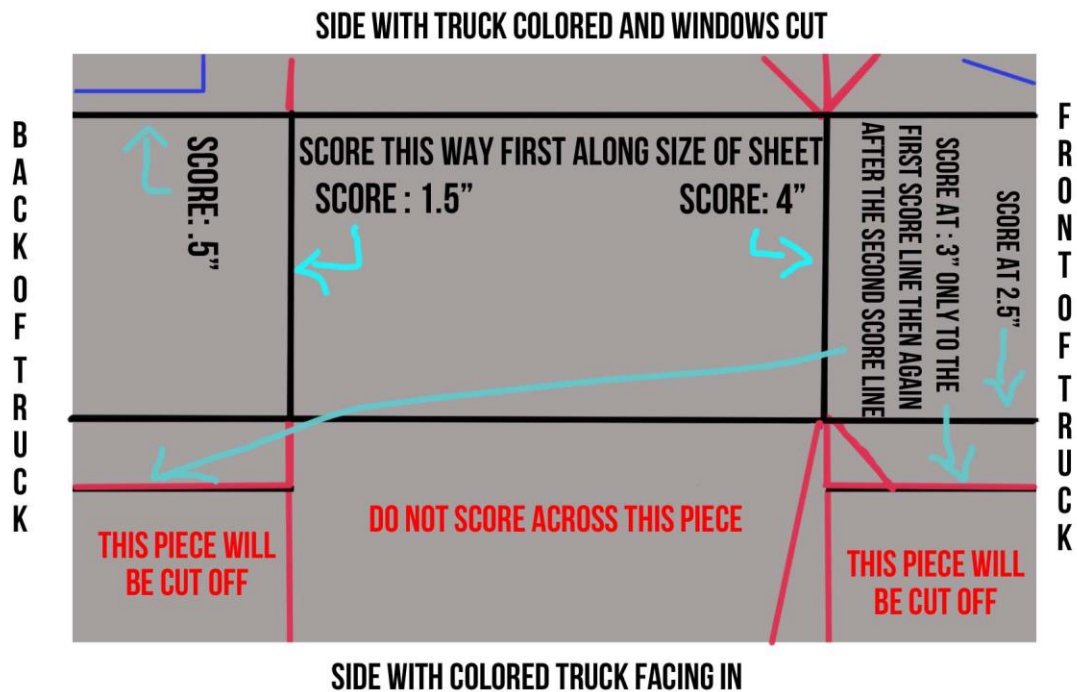 SIDE WITH TRUCK COLORED AND WINDOWS CUT
BACK OF TRUCK
SCORE: .5”
SCORE THIS WAY FIRST ALONG SIZE OF SHEET
SCORE : 1.5”
SCORE: 4”
SCORE AT 2.5”
SCORE AT : 3” ONLY TO THE
FIRST SCORE LINE THEN AGAIN
AFTER THE SECOND SCORE LINE
FRONT OF TRUCK
THIS PIECE WILL
BE CUT OFF
DO NOT SCORE ACROSS THIS PIECE
THIS PIECE WILL
BE CUT OFF
SIDE WITH COLORED TRUCK FACING IN